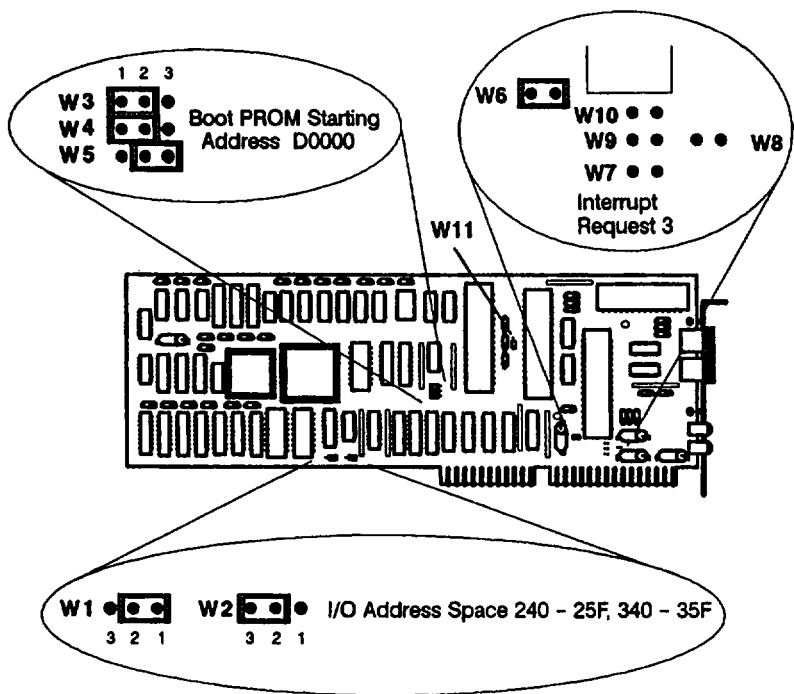 1 2 3
W3
W4
W5
Boot PROM Starting
Address D0000
W6
W10
W9
W8
W7
Interrupt
Request 3
W11
W1
3 2 1
W2
3 2 1
I/O Address Space 240 – 25F, 340 – 35F